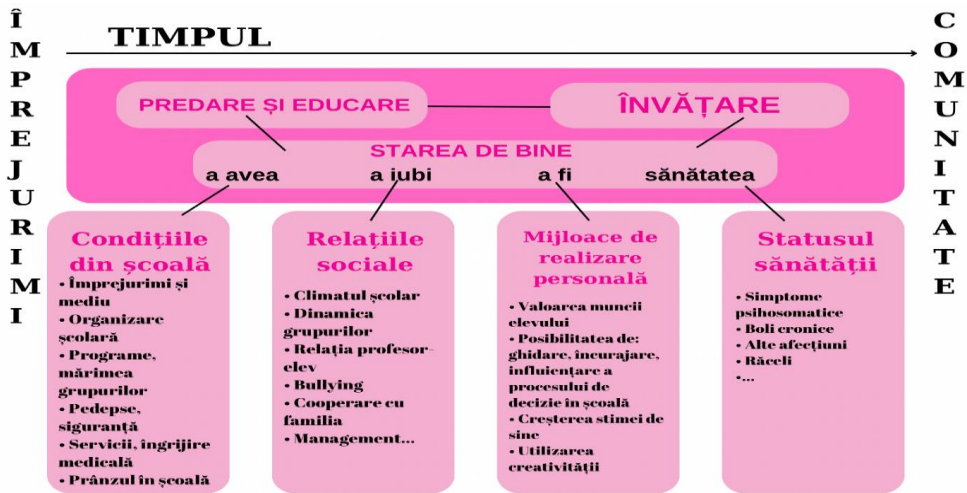 ÎMPREJURIMI
TIMPUL
COMUNITATE
PREDARE ȘI EDUCARE
ÎNVĂȚARE
STAREA DE BINE
a avea a iubi a fi sănătatea
Condițiile
din școală
• Împrejurimi și
mediu
• Organizare
școlară
• Programe,
mărimea
grupurilor
• Pedepse,
siguranță
• Servicii, îngrijire
medicală
• Prânzul în școală
Relațiile
sociale
• Climatul școlar
• Dinamica
grupurilor
• Relația profesor-
elev
• Bullying
• Cooperare cu
familia
• Management...
Mijloace de
realizare
personală
• Valoarea muncii
elevului
• Posibilitatea de:
ghidare, încurajare,
influiențare a
procesului de
decizie în școală
• Creșterea stimei de
sine
• Utilizarea
creativității
Statusul
sănătății
• Simptome
psihosomatice
• Boli cronice
• Alte afecțiuni
• Răceli
•...